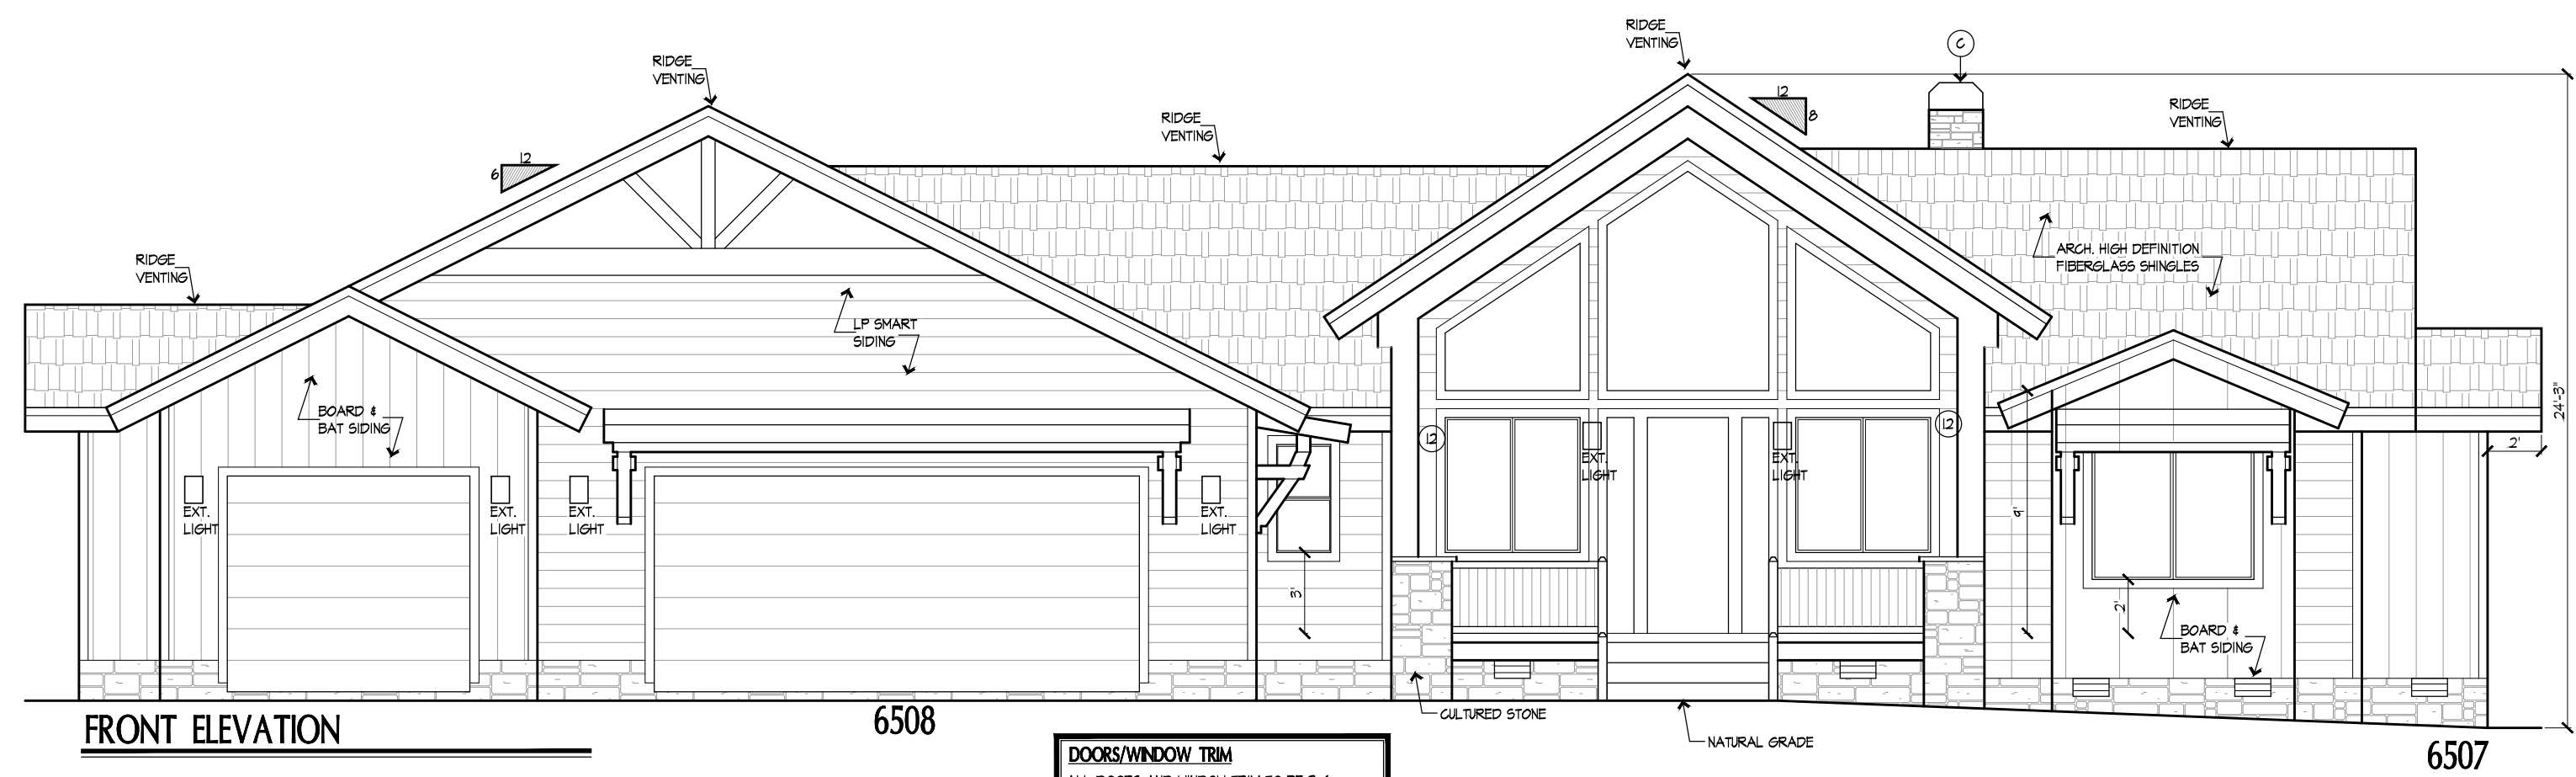 RIDGE
VENTING
C
RIDGE
VENTING
12
8
RIDGE
VENTING
RIDGE
VENTING
12
6
ARCH. HIGH DEFINITION
FIBERGLASS SHINGLES
RIDGE
VENTING
LP SMART
SIDING
24'-3"
BOARD &
BAT SIDING
12
12
2'
EXT.
LIGHT
EXT.
LIGHT
EXT.
LIGHT
EXT.
LIGHT
EXT.
LIGHT
EXT.
LIGHT
9'
3'
2'
BOARD &
BAT SIDING
CULTURED STONE
NATURAL GRADE
FRONT ELEVATION
6508
6507
DOORS/WINDOW TRIM